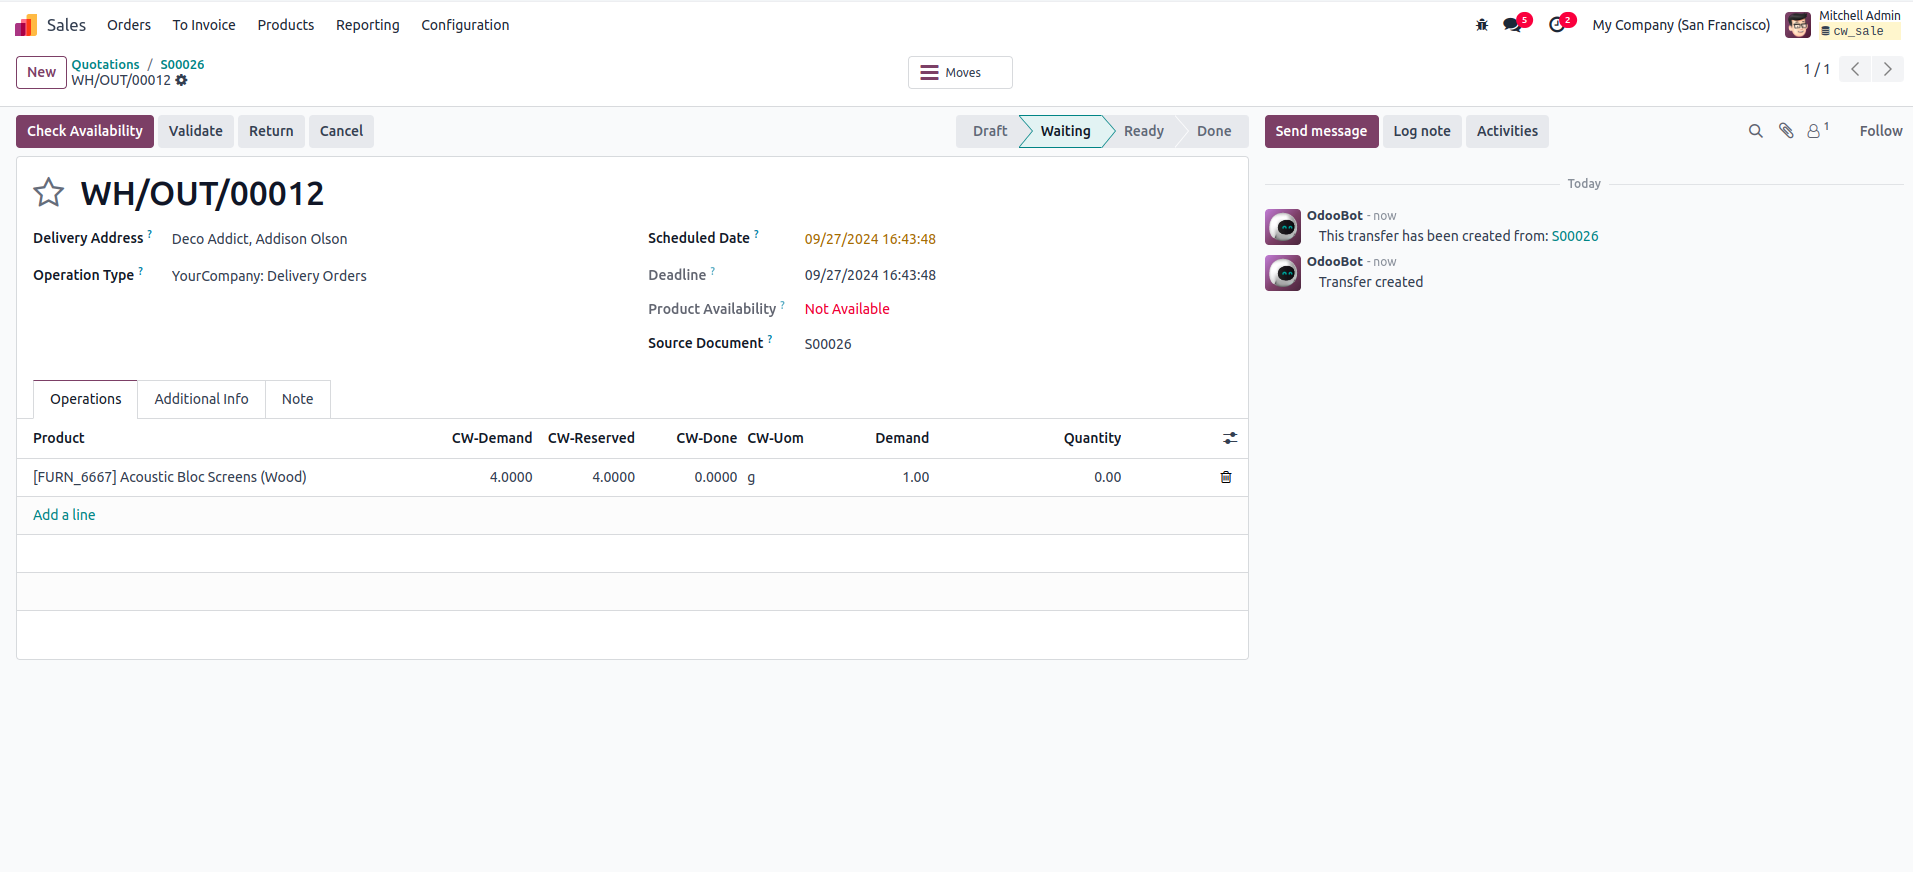 Sales Orders To Invoice Products Reporting Configuration 5 2 My Company (San Francisco) Mitchell Admin
cw_sale
New Quotations / S00026
WH/OUT/00012
Moves
1 / 1
Check Availability Validate Return Cancel Draft Waiting Ready Done
Send message Log note Activities 1 Follow
WH/OUT/00012
Delivery Address ? Deco Addict, Addison Olson
Operation Type ? YourCompany: Delivery Orders
Scheduled Date ? 09/27/2024 16:43:48
Deadline ? 09/27/2024 16:43:48
Product Availability ? Not Available
Source Document ? S00026
Operations Additional Info Note
Product CW-Demand CW-Reserved CW-Done CW-Uom Demand Quantity
[FURN_6667] Acoustic Bloc Screens (Wood) 4.0000 4.0000 0.0000 g 1.00 0.00
Add a line
Today
OdooBot - now
This transfer has been created from: S00026
OdooBot - now
Transfer created